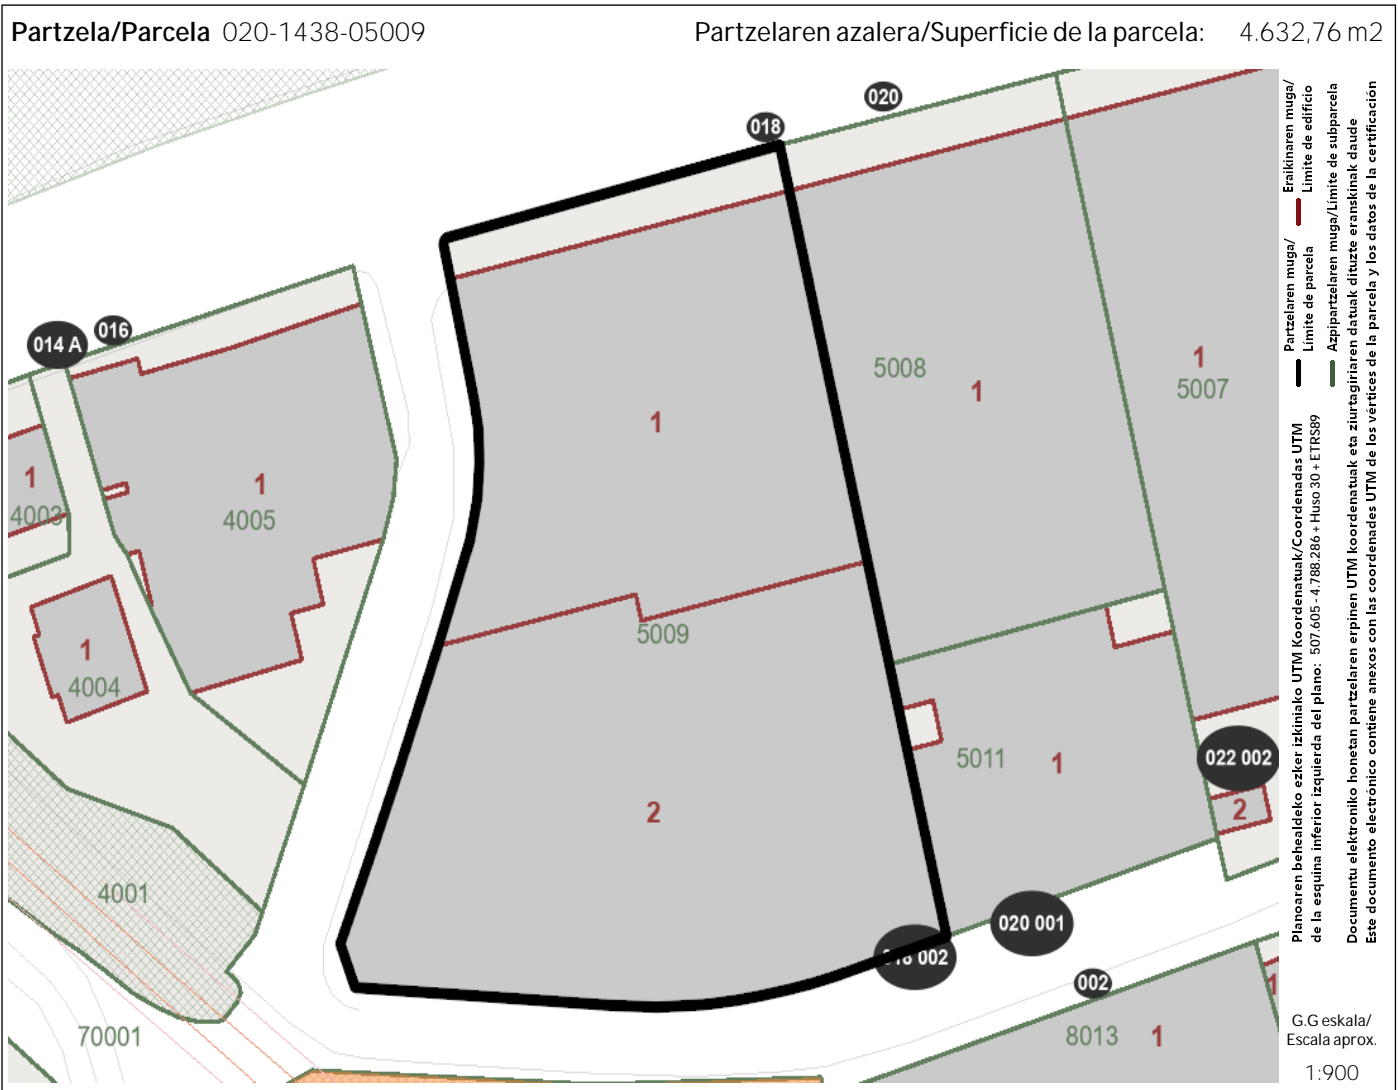 Partzela/Parcela 020-1438-05009
Partzelaren azalera/Superficie de la parcela: 4.632,76 m2
020
018
016
014 A
5008
1
1
5007
1
1
1
4003
4005
5009
1
4004
5011
1
022 002
2
2
4001
020 001
018 002
002
70001
8013
1
1
Partzelaren muga/
Límite de parcela
Eraikinaren muga/
Límite de edificio
Azpipartzelaren muga/Límite de subparcela
Planoaren behealdeko ezker izkiniako UTM Koordenatuak/Coordenadas UTM
de la esquina inferior izquierda del plano: 507.605 - 4.788.286 + Huso 30 + ETRS89
Documentu elektroniko honetan partzelaren erpinen UTM koordenatuak eta ziurtagiriaren datuak dituzte eranskinak daude
Este documento electrónico contiene anexos con las coordenades UTM de los vértices de la parcela y los datos de la certificación
G.G eskala/
Escala aprox.
1:900